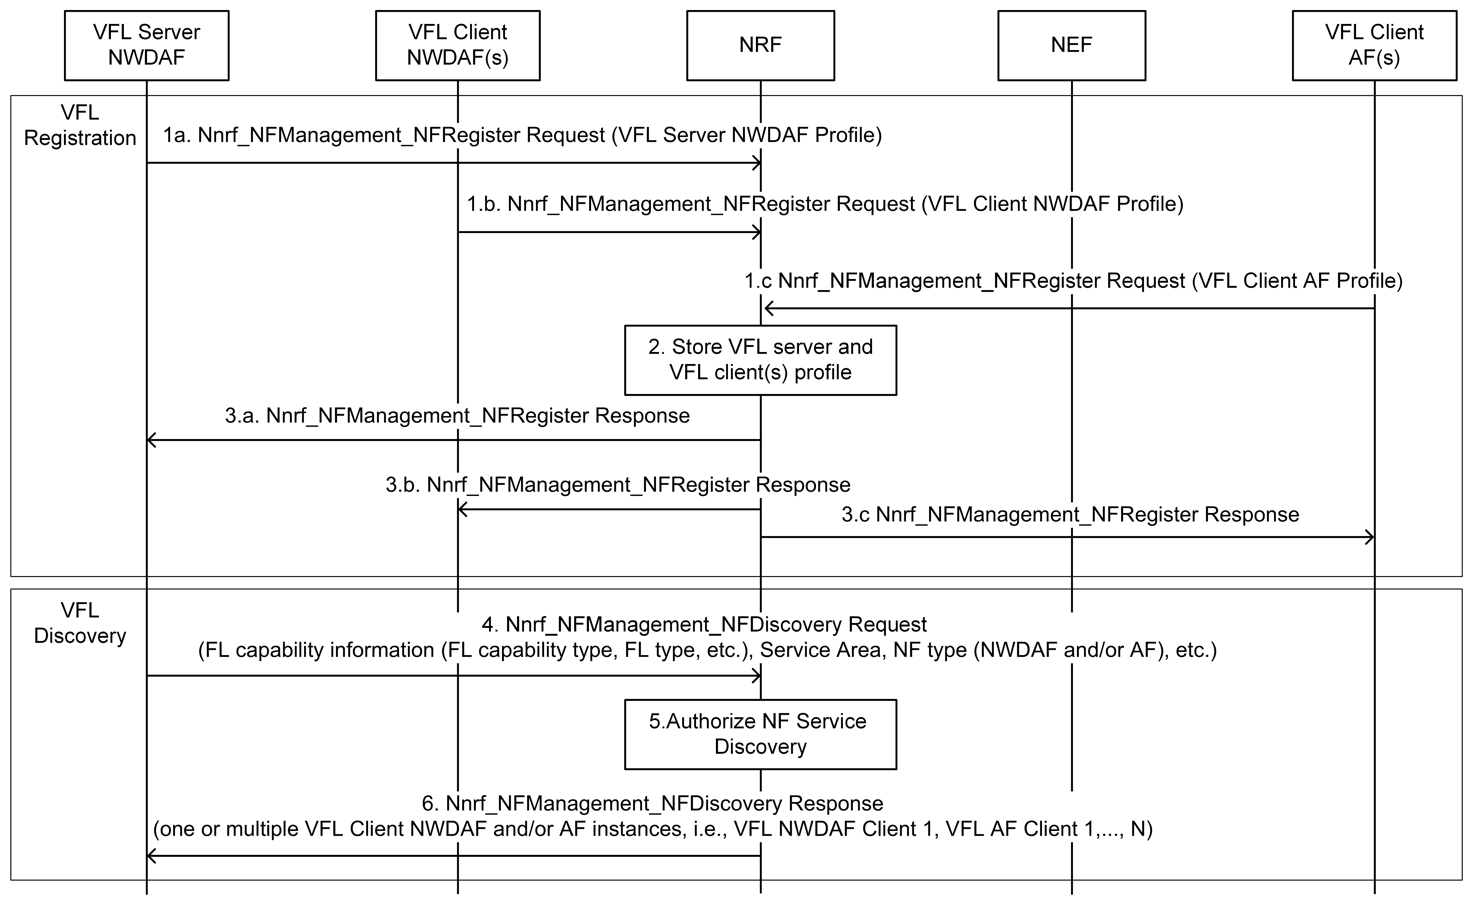 VFL Server
NWDAF
VFL Client
NWDAF(s)
NRF
NEF
VFL Client
AF(s)
VFL
Registration
1a. Nnrf_NFManagement_NFRegister Request (VFL Server NWDAF Profile)
1.b. Nnrf_NFManagement_NFRegister Request (VFL Client NWDAF Profile)
1.c Nnrf_NFManagement_NFRegister Request (VFL Client AF Profile)
2. Store VFL server and
VFL client(s) profile
3.a. Nnrf_NFManagement_NFRegister Response
3.b. Nnrf_NFManagement_NFRegister Response
3.c Nnrf_NFManagement_NFRegister Response
VFL
Discovery
4. Nnrf_NFManagement_NFDiscovery Request
(FL capability information (FL capability type, FL type, etc.), Service Area, NF type (NWDAF and/or AF), etc.)
5.Authorize NF Service
Discovery
6. Nnrf_NFManagement_NFDiscovery Response
(one or multiple VFL Client NWDAF and/or AF instances, i.e., VFL NWDAF Client 1, VFL AF Client 1,..., N)